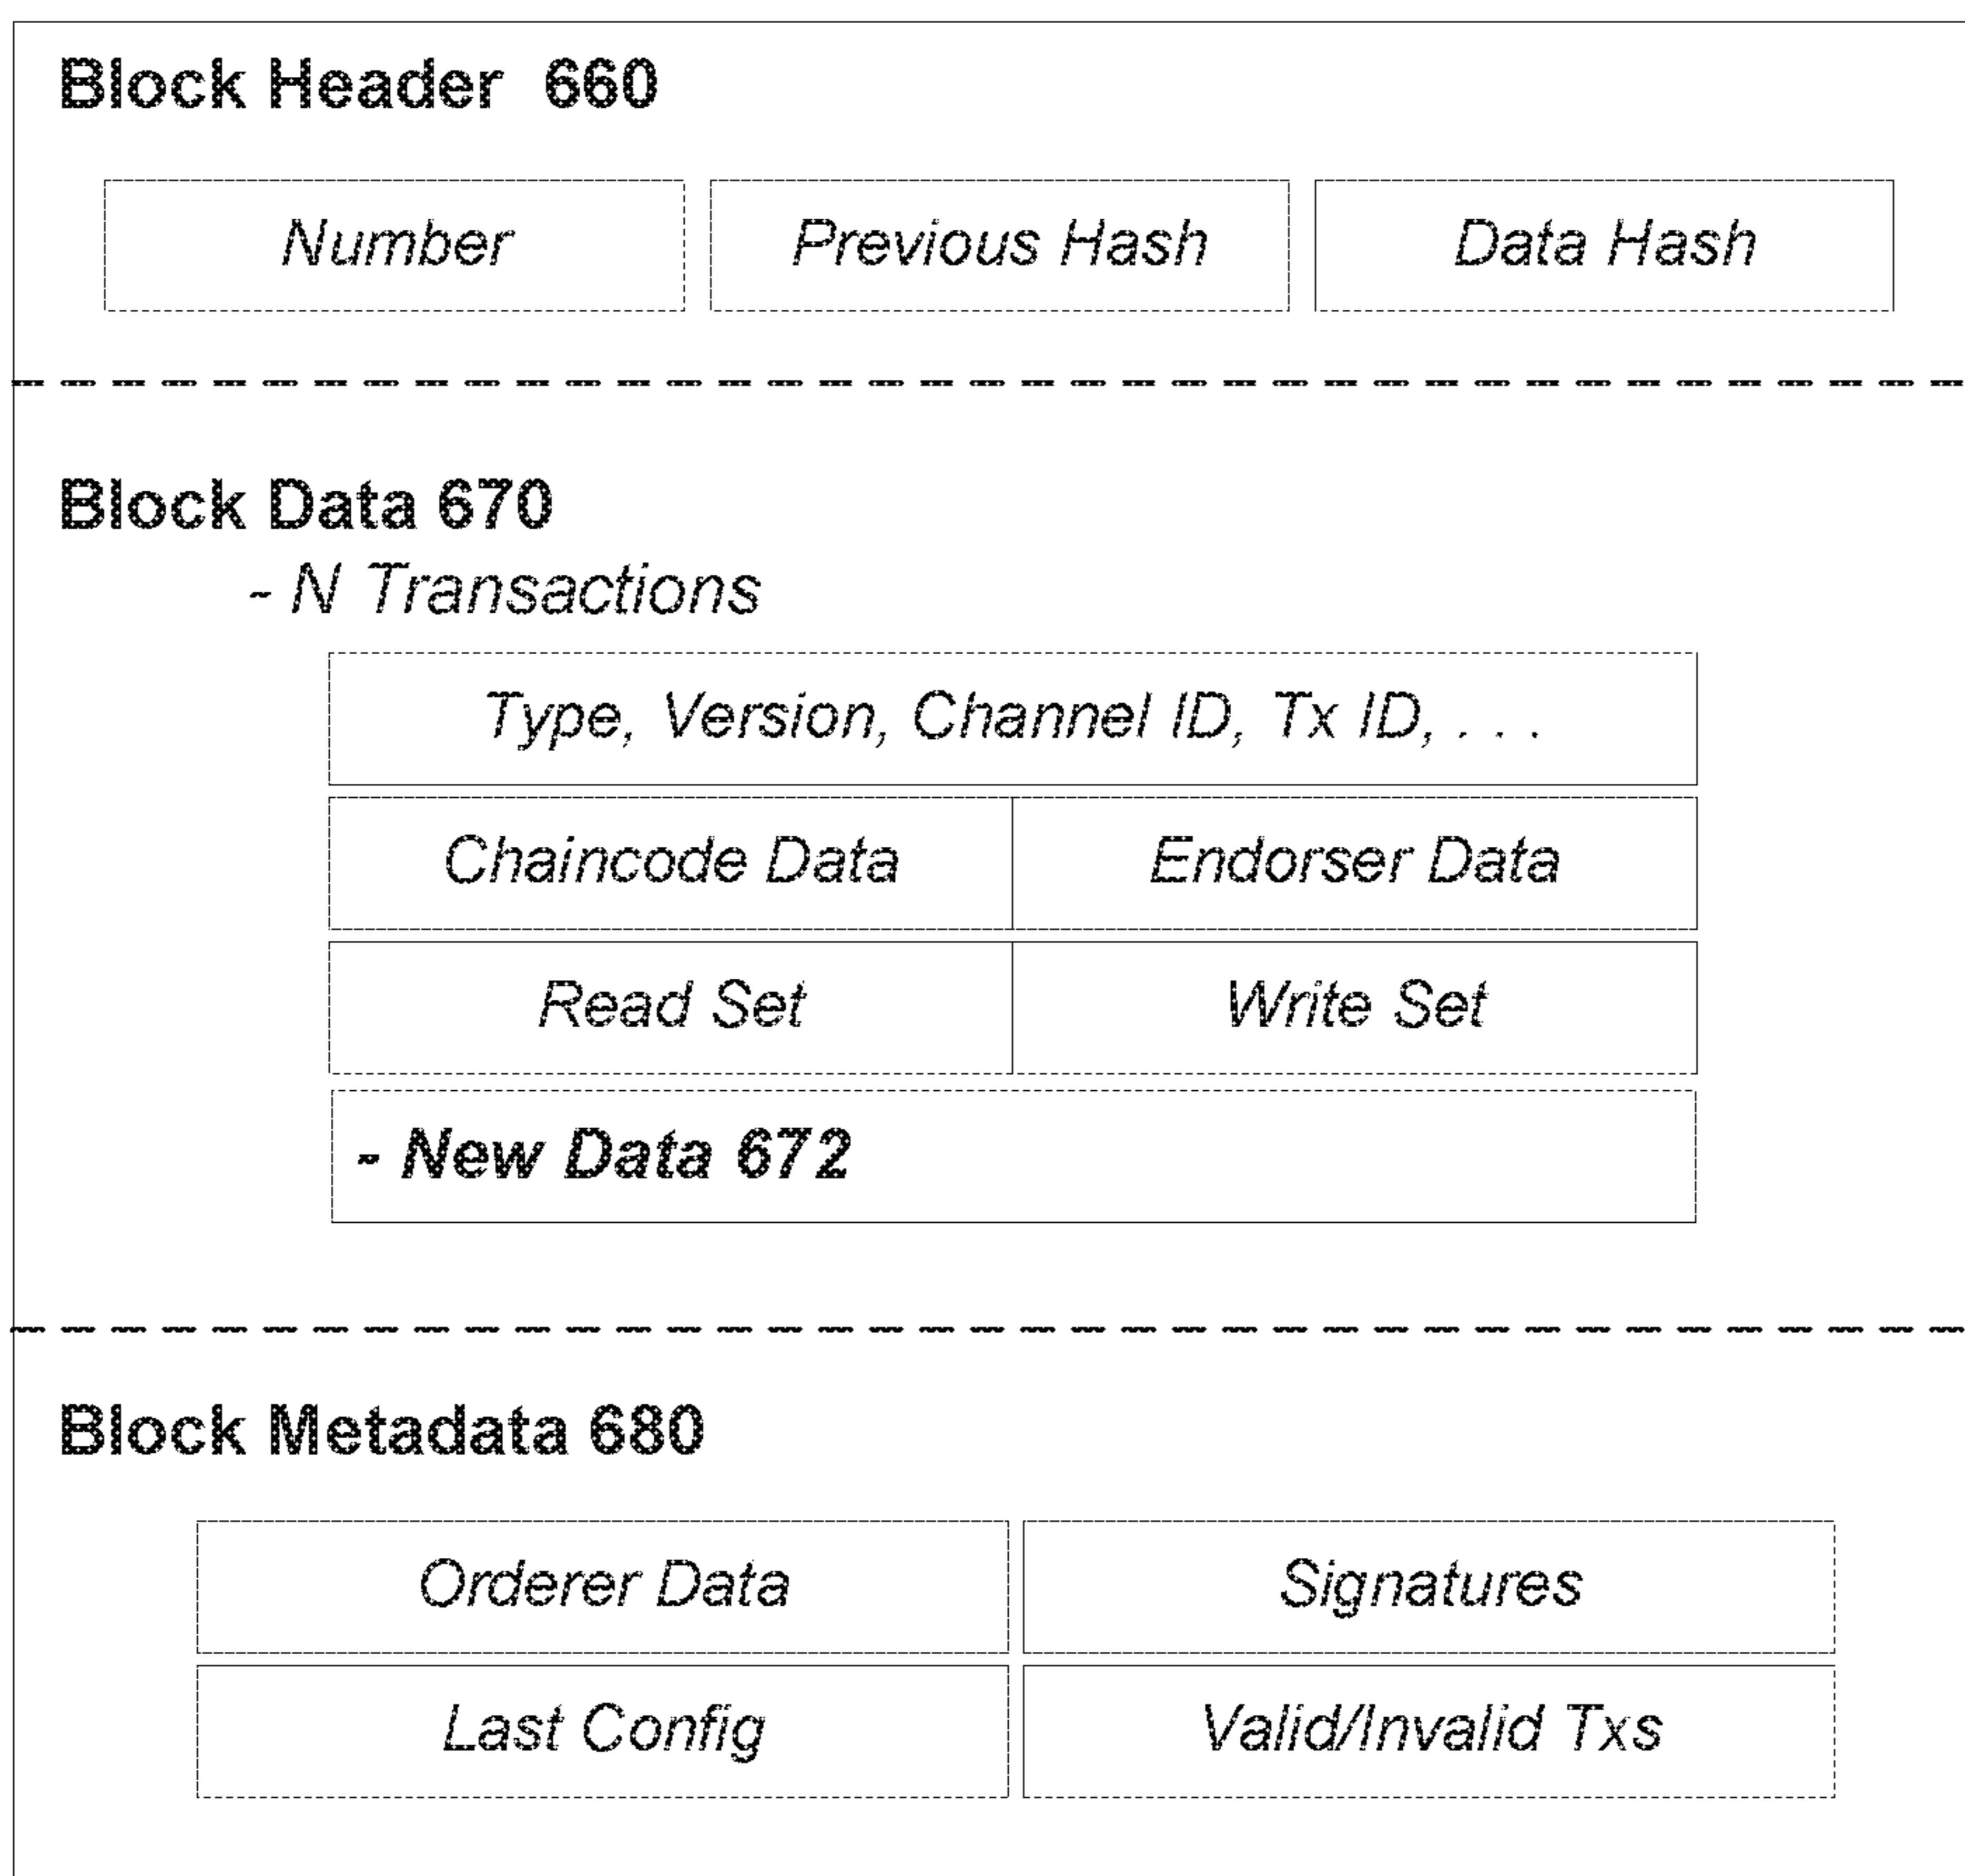 Block Header 660
Number Previous Hash Data Hash
Block Data 670
- N Transactions
Type, Version, Channel ID, Tx ID, . . .
Chaincode Data Endorser Data
Read Set Write Set
- New Data 672
Block Metadata 680
Orderer Data Signatures
Last Config Valid/Invalid Txs